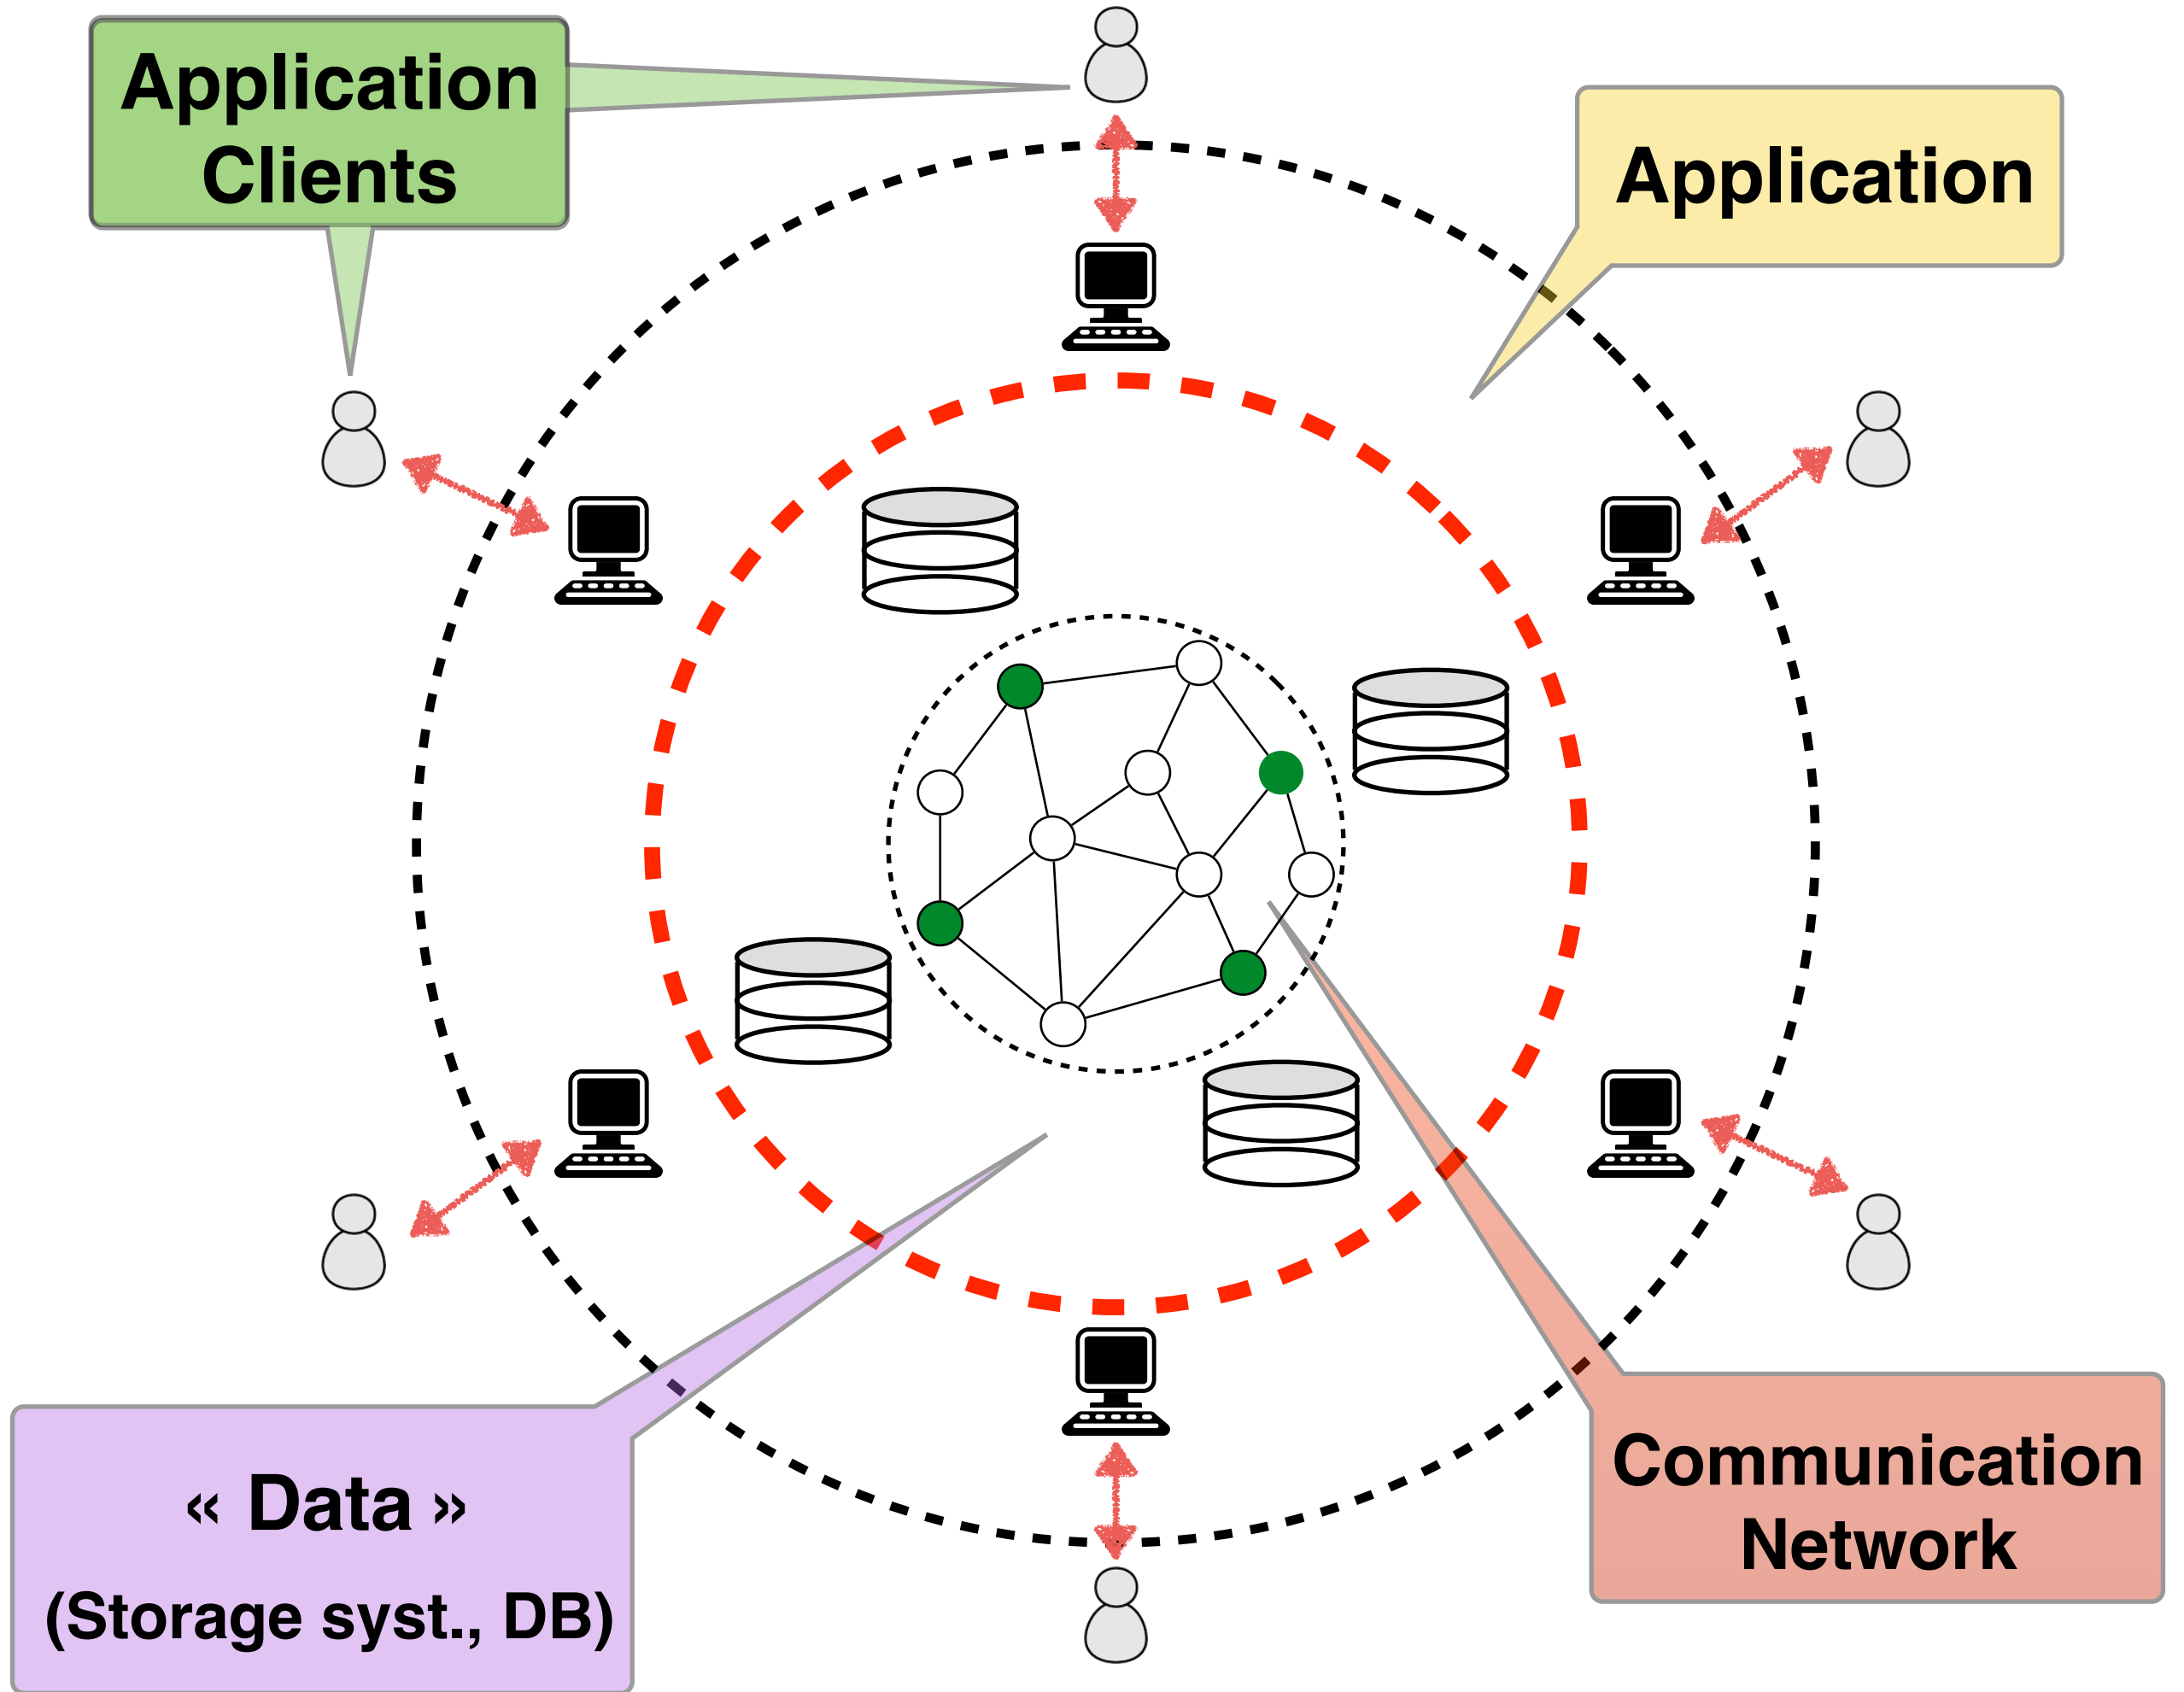 Application
Clients
Application
« Data »
(Storage syst., DB)
Communication
Network